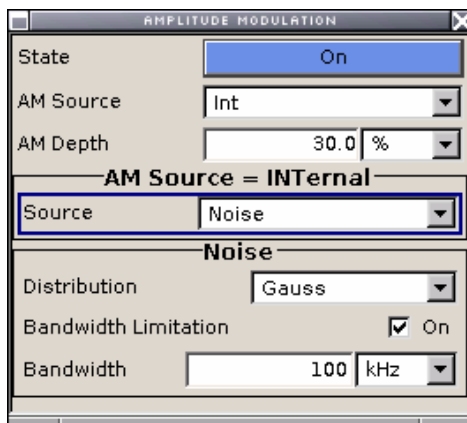 AMPLITUDE MODULATION
State On
AM Source Int
AM Depth 30.0 %
AM Source = INTernal
Source Noise
Noise
Distribution Gauss
Bandwidth Limitation On
Bandwidth 100 kHz